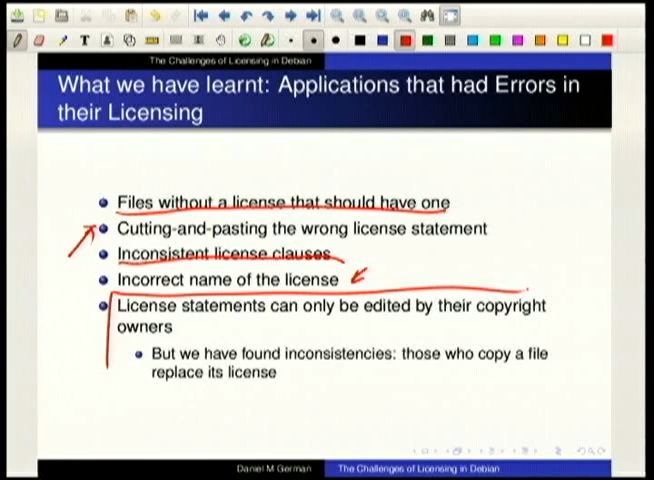 The Challenges of Licensing in Debian
What we have learnt: Applications that had Errors in
their Licensing
Files without a license that should have one
Cutting-and-pasting the wrong license statement
Inconsistent license clauses
Incorrect name of the license
License statements can only be edited by their copyright
owners
But we have found inconsistencies: those who copy a file
replace its license
Daniel M German
The Challenges of Licensing in Debian